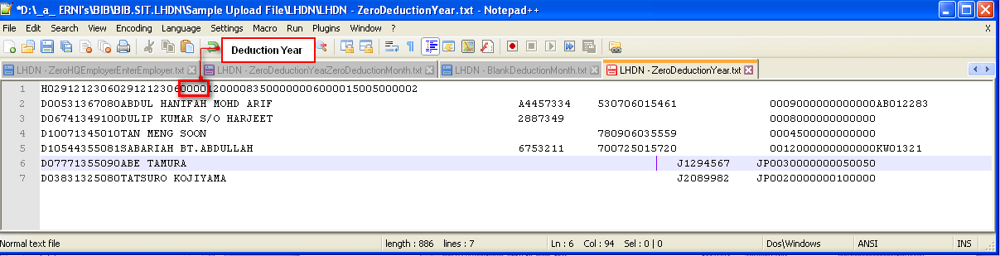 *D:\_a_ ERNI's\BIB\BIB.SIT.LHDN\Sample Upload File\LHDN\LHDN - ZeroDeductionYear.txt - Notepad++
File Edit Search View Encoding Language Settings Macro Run Plugins Window ? X
Deduction Year
LHDN - ZeroHQEmployerEnterEmployer.txt LHDN - ZeroDeductionYearZeroDeductionMonth.txt LHDN - BlankDeductionMonth.txt LHDN - ZeroDeductionYear.txt
1 H02912123060291212306000012000083500000006000015005000002
2 D00531367080ABDUL HANIFAH MOHD ARIF A4457334 530706015461 0009000000000000AB012283
3 D06741349100DULIP KUMAR S/O HARJEET 2887349 0008000000000000
4 D10071345010TAN MENG SOON 780906035559 0004500000000000
5 D10544355081SABARIAH BT.ABDULLAH 6753211 700725015720 0012000000000000KW01321
6 D07771355090ABE TAMURA J1294567 JP0030000000050050
7 D03831325080TATSURO KOJIYAMA J2089982 JP0020000000100000
Normal text file length : 886 lines : 7 Ln : 6 Col : 94 Sel : 0 | 0 Dos\Windows ANSI INS